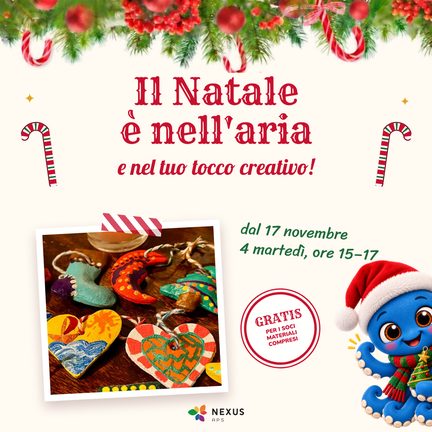 Il Natale
è nell'aria
e nel tuo tocco creativo!
dal 17 novembre
4 martedì, ore 15–17
GRATIS
PER I SOCI
MATERIALI
COMPRESI
NEXUS
APS